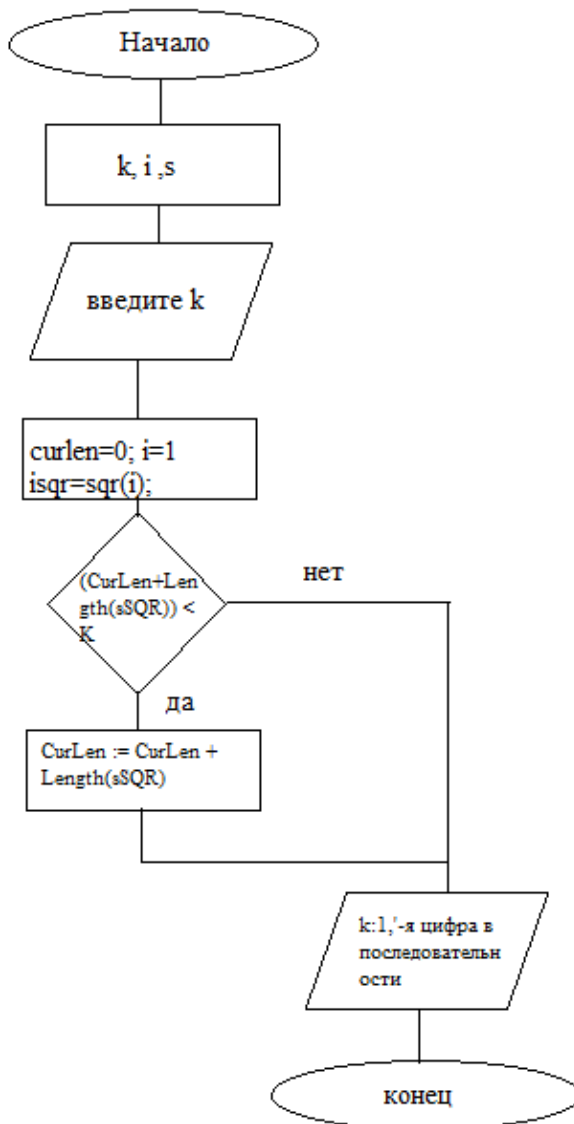 Начало
k, i ,s
введите k
curlen=0; i=1
isqr=sqr(i);
(CurLen+Len
gth(sSQR)) <
K
нет
да
CurLen := CurLen +
Length(sSQR)
k:1,'-я цифра в
последовательн
ости
конец